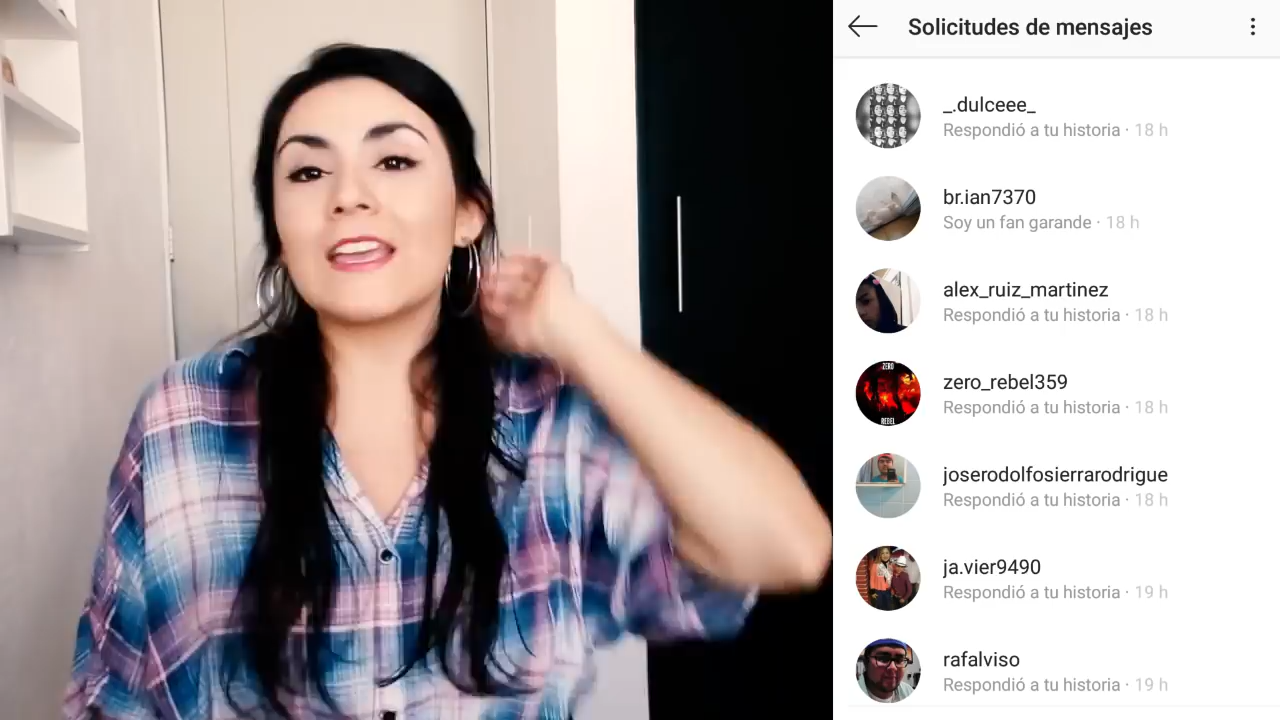 Solicitudes de mensajes
_.dulceee_
Respondió a tu historia · 18 h
br.ian7370
Soy un fan garande · 18 h
alex_ruiz_martinez
Respondió a tu historia · 18 h
ZERO
REBEL
zero_rebel359
Respondió a tu historia · 18 h
joserodolfosierrarodrigue
Respondió a tu historia · 18 h
ja.vier9490
Respondió a tu historia · 19 h
rafalviso
Respondió a tu historia · 19 h